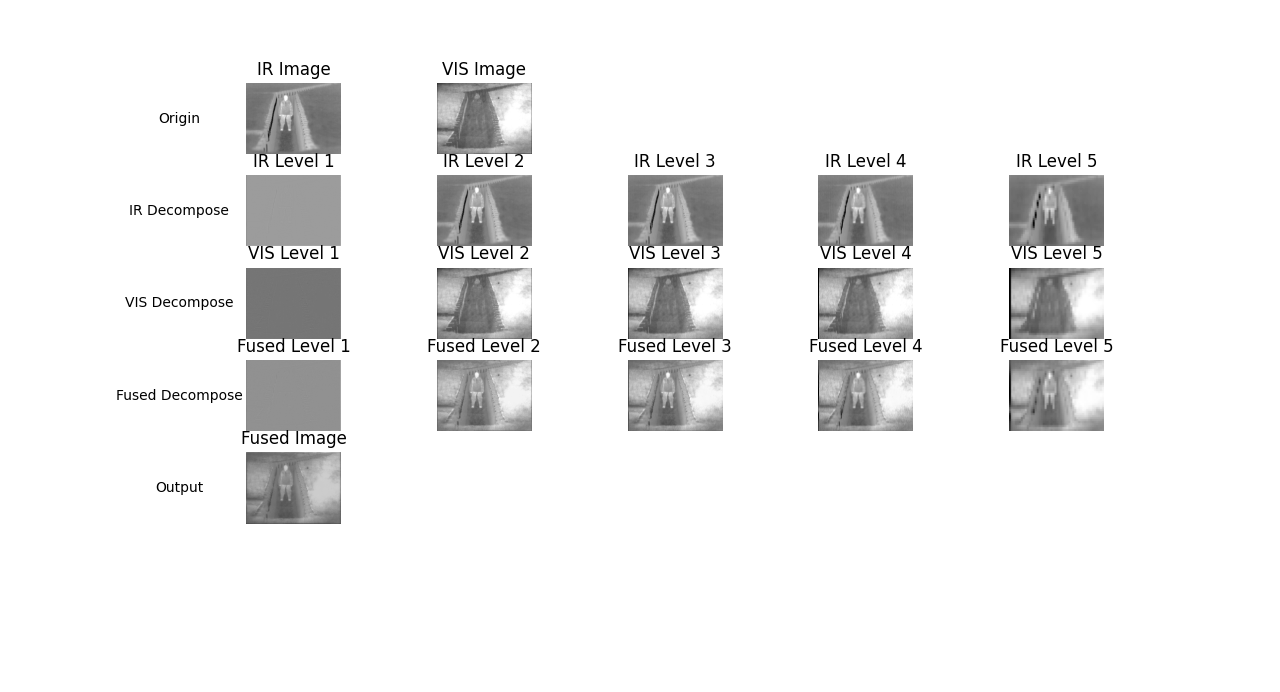 IR Image
VIS Image
Origin
IR Level 1
IR Level 2
IR Level 3
IR Level 4
IR Level 5
IR Decompose
VIS Level 1
VIS Level 2
VIS Level 3
VIS Level 4
VIS Level 5
VIS Decompose
Fused Level 1
Fused Level 2
Fused Level 3
Fused Level 4
Fused Level 5
Fused Decompose
Fused Image
Output